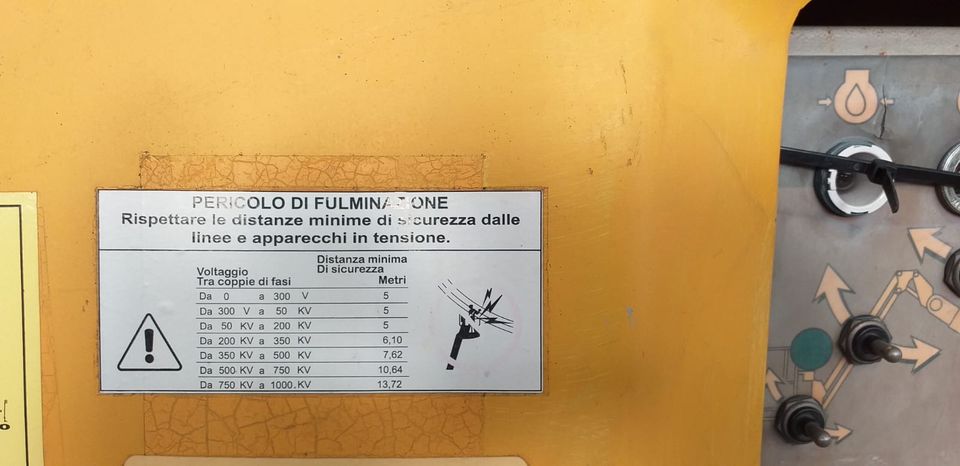 PERICOLO DI FULMINAZIONE
Rispettare le distanze minime di sicurezza dalle
linee e apparecchi in tensione.
Voltaggio
Tra coppie di fasi
Distanza minima
Di sicurezza
Metri
Da 0 a 300 V 5
Da 300 V a 50 KV 5
Da 50 KV a 200 KV 5
Da 200 KV a 350 KV 6,10
Da 350 KV a 500 KV 7,62
Da 500 KV a 750 KV 10,64
Da 750 KV a 1000.KV 13,72